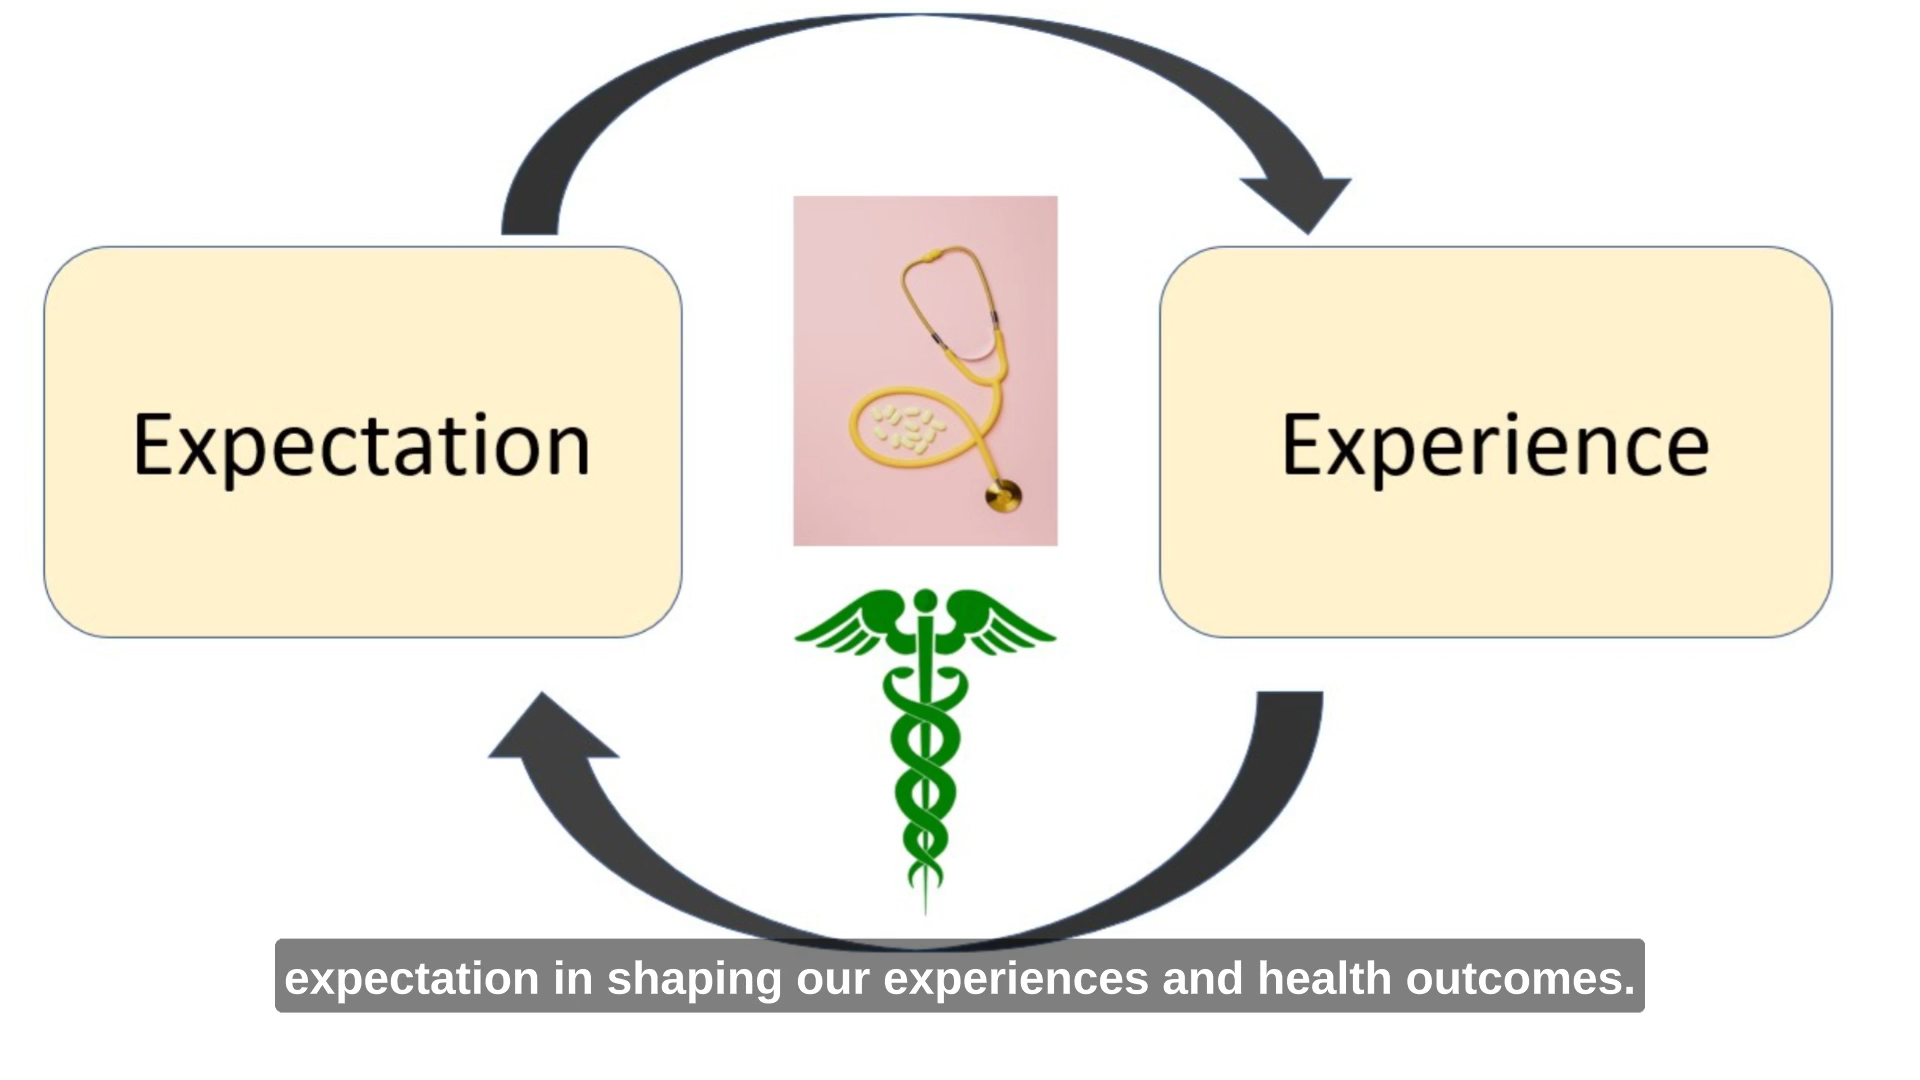 Expectation
Experience
expectation in shaping our experiences and health outcomes.